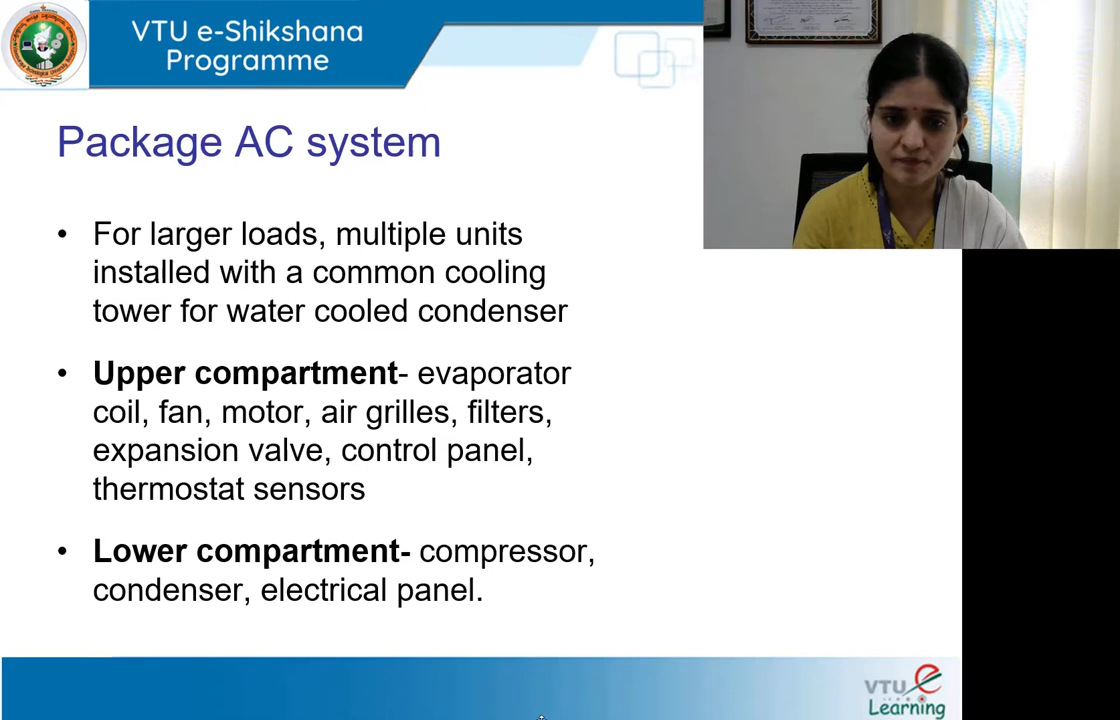 VTU e-Shikshana
Programme
Package AC system
• For larger loads, multiple units
installed with a common cooling
tower for water cooled condenser
• Upper compartment- evaporator
coil, fan, motor, air grilles, filters,
expansion valve, control panel,
thermostat sensors
• Lower compartment- compressor,
condenser, electrical panel.
VTU e
Learning